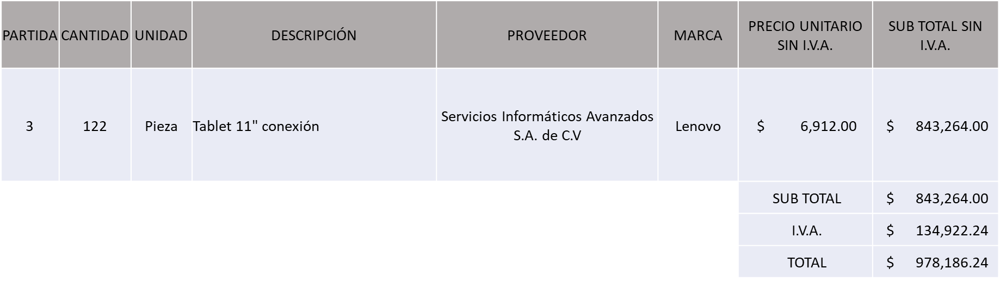 PARTIDA CANTIDAD UNIDAD DESCRIPCIÓN PROVEEDOR MARCA PRECIO UNITARIO SIN I.V.A. SUB TOTAL SIN I.V.A.
3 122 Pieza Tablet 11" conexión Servicios Informáticos Avanzados S.A. de C.V Lenovo $ 6,912.00 $ 843,264.00
SUB TOTAL $ 843,264.00
I.V.A. $ 134,922.24
TOTAL $ 978,186.24